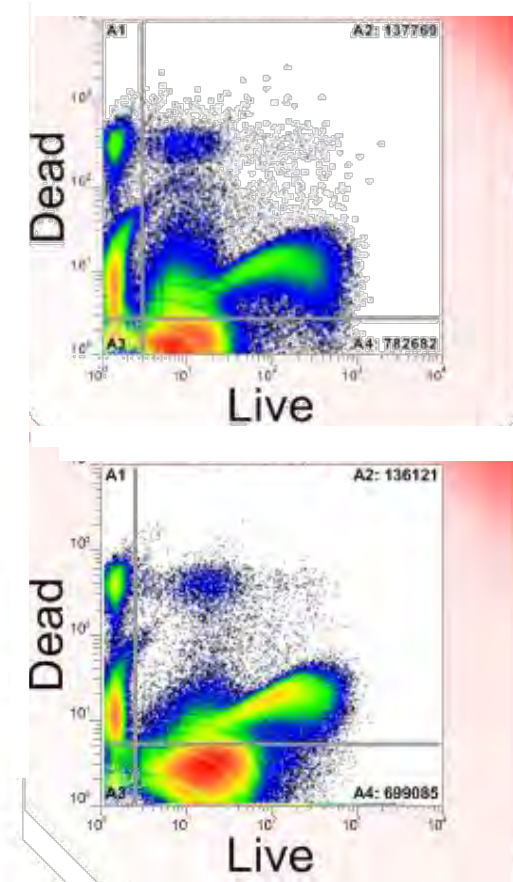 A1 A2: 137769
10³
10²
10¹
10⁰
A3 A4: 782682
10⁰ 10¹ 10² 10³ 10⁴
Dead
Live
A1 A2: 136121
10³
10²
10¹
10⁰
A3 A4: 699085
10⁰ 10¹ 10² 10³ 10⁴
Dead
Live